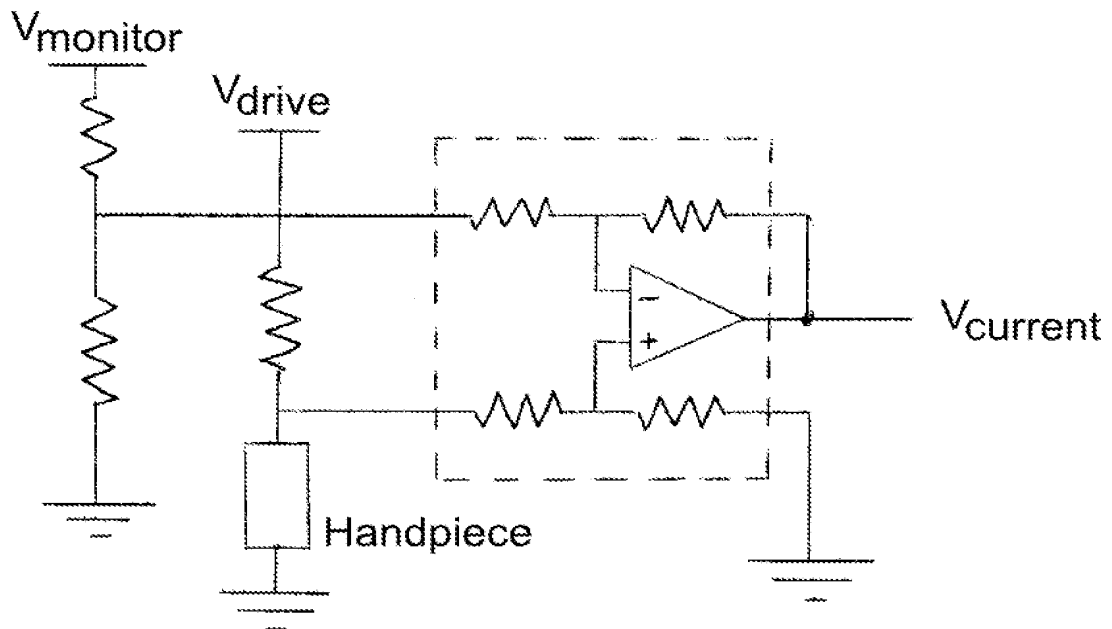 Vmonitor
Vdrive
−
+
Vcurrent
Handpiece